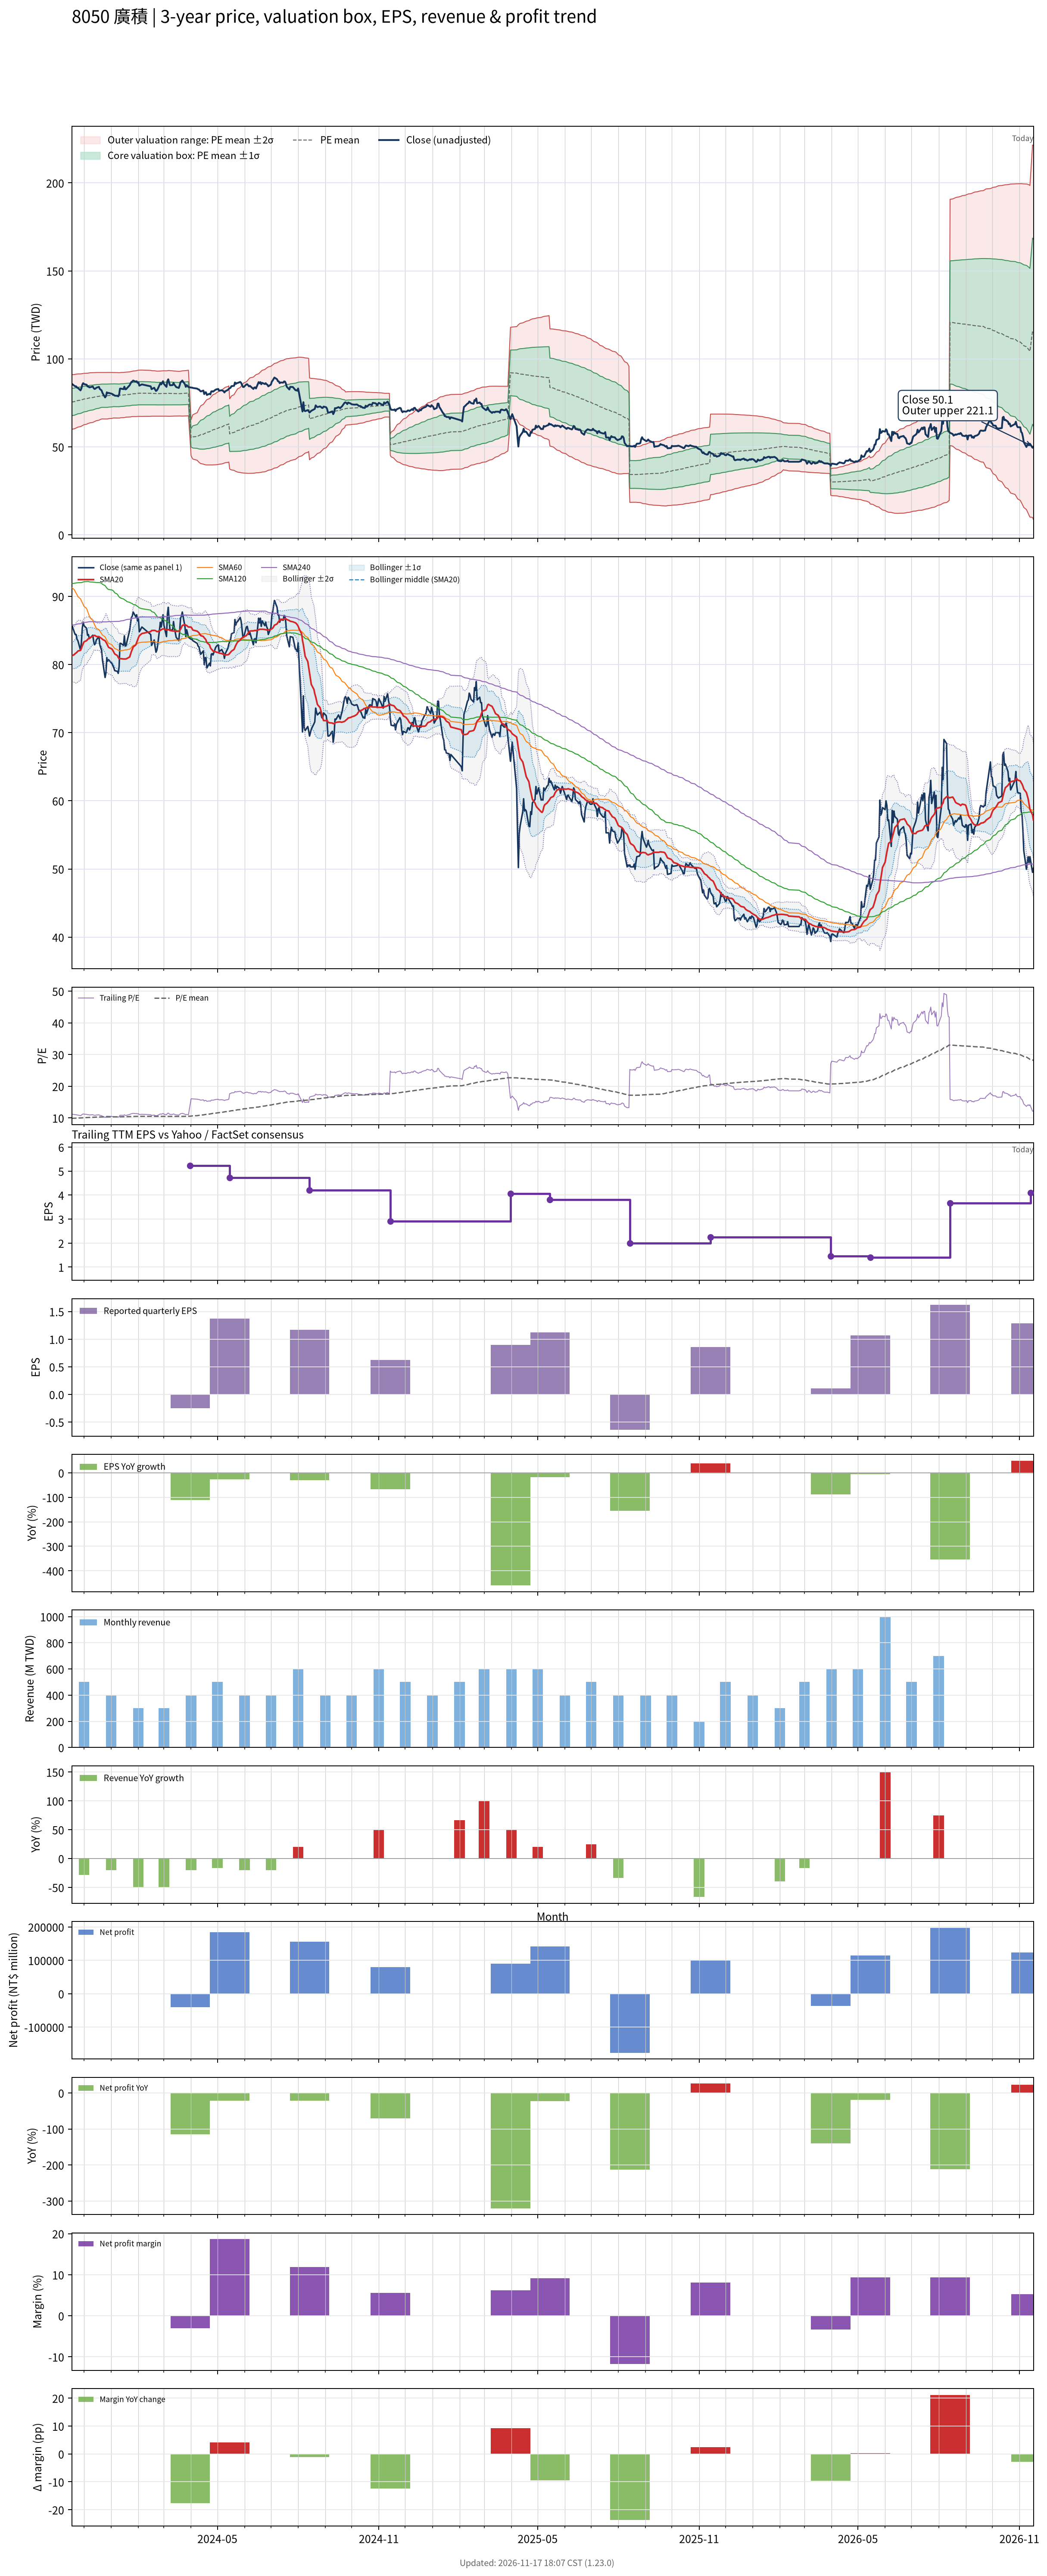 8050 廣積 | 3-year price, valuation box, EPS, revenue & profit trend
Outer valuation range: PE mean ±2σ
PE mean
Close (unadjusted)
Core valuation box: PE mean ±1σ
Today
200
150
100
50
0
Price (TWD)
Close 50.1
Outer upper 221.1
Close (same as panel 1)
SMA20
SMA60
SMA120
SMA240
Bollinger ±2σ
Bollinger ±1σ
Bollinger middle (SMA20)
90
80
70
60
50
40
Price
Trailing P/E
P/E mean
50
40
30
20
10
P/E
Trailing TTM EPS vs Yahoo / FactSet consensus
Today
6
5
4
3
2
1
EPS
Reported quarterly EPS
1.5
1.0
0.5
0.0
-0.5
EPS
EPS YoY growth
0
-100
-200
-300
-400
YoY (%)
Monthly revenue
1000
800
600
400
200
0
Revenue (M TWD)
Revenue YoY growth
150
100
50
0
-50
YoY (%)
Month
Net profit
200000
100000
0
-100000
Net profit (NT$ million)
Net profit YoY
0
-100
-200
-300
YoY (%)
Net profit margin
20
10
0
-10
Margin (%)
Margin YoY change
20
10
0
-10
-20
Δ margin (pp)
2024-05
2024-11
2025-05
2025-11
2026-05
2026-11
Updated: 2026-11-17 18:07 CST (1.23.0)